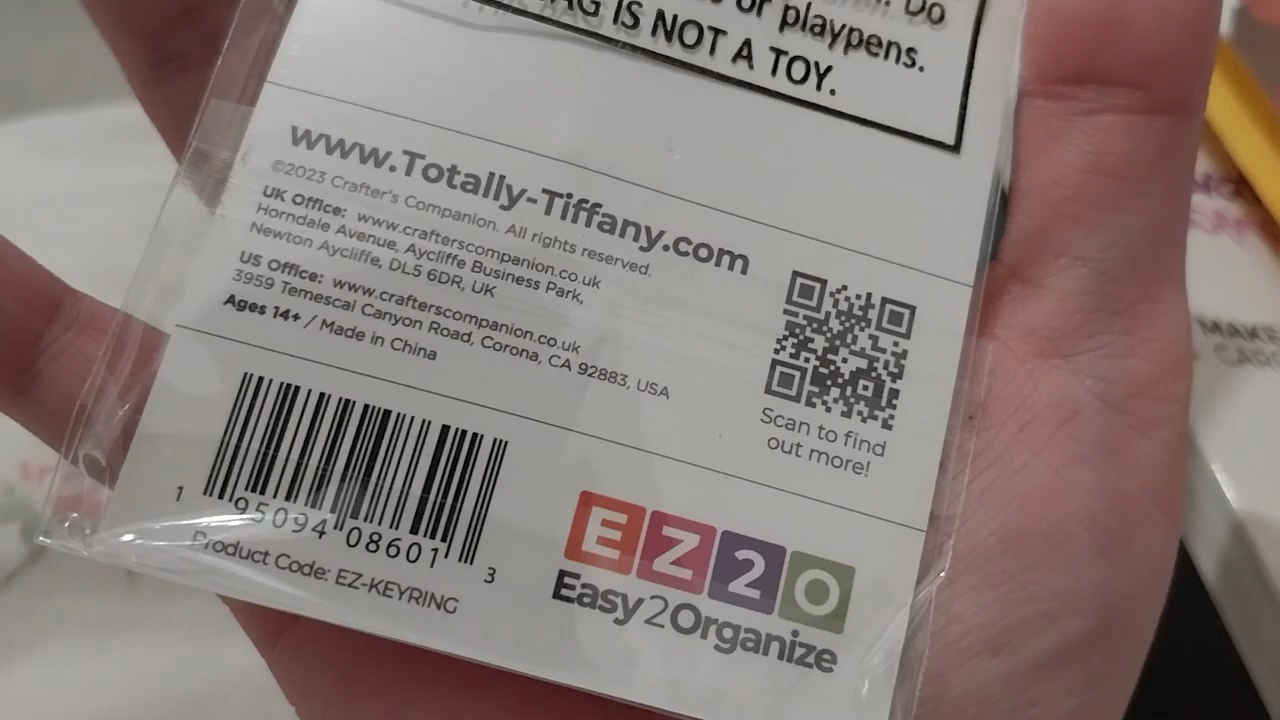 or playpens.
IS NOT A TOY.
www.Totally-Tiffany.com
©2023 Crafter's Companion. All rights reserved.
UK Office: www.crafterscompanion.co.uk
Horndale Avenue, Aycliffe Business Park,
Newton Aycliffe, DL5 6DR, UK
US Office: www.crafterscompanion.co.uk
3959 Temescal Canyon Road, Corona, CA 92883, USA
Ages 14+ / Made in China
Scan to find
out more!
1 95094 08601 3
Product Code: EZ-KEYRING
EZ2O
Easy2Organize